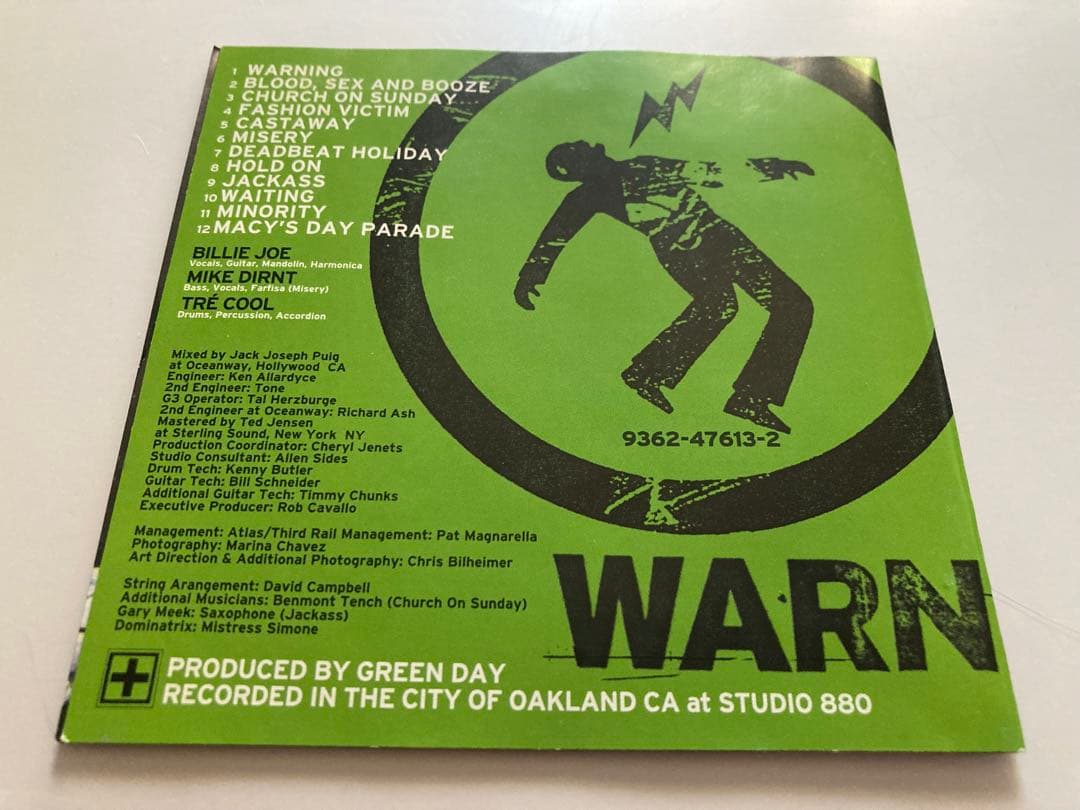 1 WARNING
2 BLOOD, SEX AND BOOZE
3 CHURCH ON SUNDAY
4 FASHION VICTIM
5 CASTAWAY
6 MISERY
7 DEADBEAT HOLIDAY
8 HOLD ON
9 JACKASS
10 WAITING
11 MINORITY
12 MACY'S DAY PARADE
BILLIE JOE
Vocals, Guitar, Mandolin, Harmonica
MIKE DIRNT
Bass, Vocals, Farfisa (Misery)
TRÉ COOL
Drums, Percussion, Accordion
Mixed by Jack Joseph Puig
at Oceanway, Hollywood CA
Engineer: Ken Allardyce
2nd Engineer: Tone
G3 Operator: Tal Herzburge
2nd Engineer at Oceanway: Richard Ash
Mastered by Ted Jensen
at Sterling Sound, New York NY
Production Coordinator: Cheryl Jenets
Studio Consultant: Allen Sides
Drum Tech: Kenny Butler
Guitar Tech: Bill Schneider
Additional Guitar Tech: Timmy Chunks
Executive Producer: Rob Cavallo
Management: Atlas/Third Rail Management: Pat Magnarella
Photography: Marina Chavez
Art Direction & Additional Photography: Chris Bilheimer
String Arangement: David Campbell
Additional Musicians: Benmont Tench (Church On Sunday)
Gary Meek: Saxophone (Jackass)
Dominatrix: Mistress Simone
PRODUCED BY GREEN DAY
RECORDED IN THE CITY OF OAKLAND CA at STUDIO 880
9362-47613-2
WARN